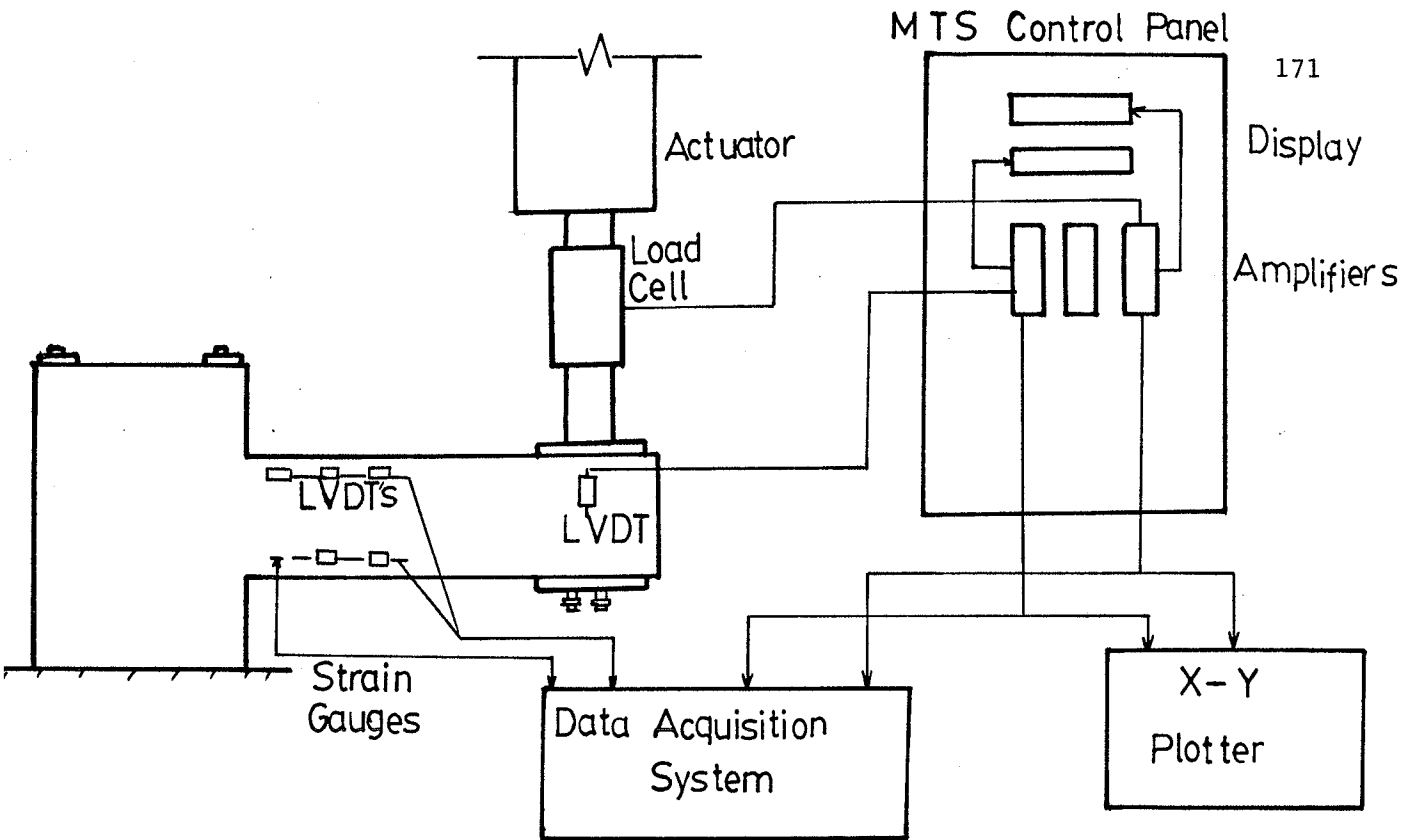 MTS Control Panel
171
Display
Actuator
Load
Cell
Amplifiers
LVDT's
LVDT
Strain
Gauges
Data Acquisition
System
X-Y
Plotter